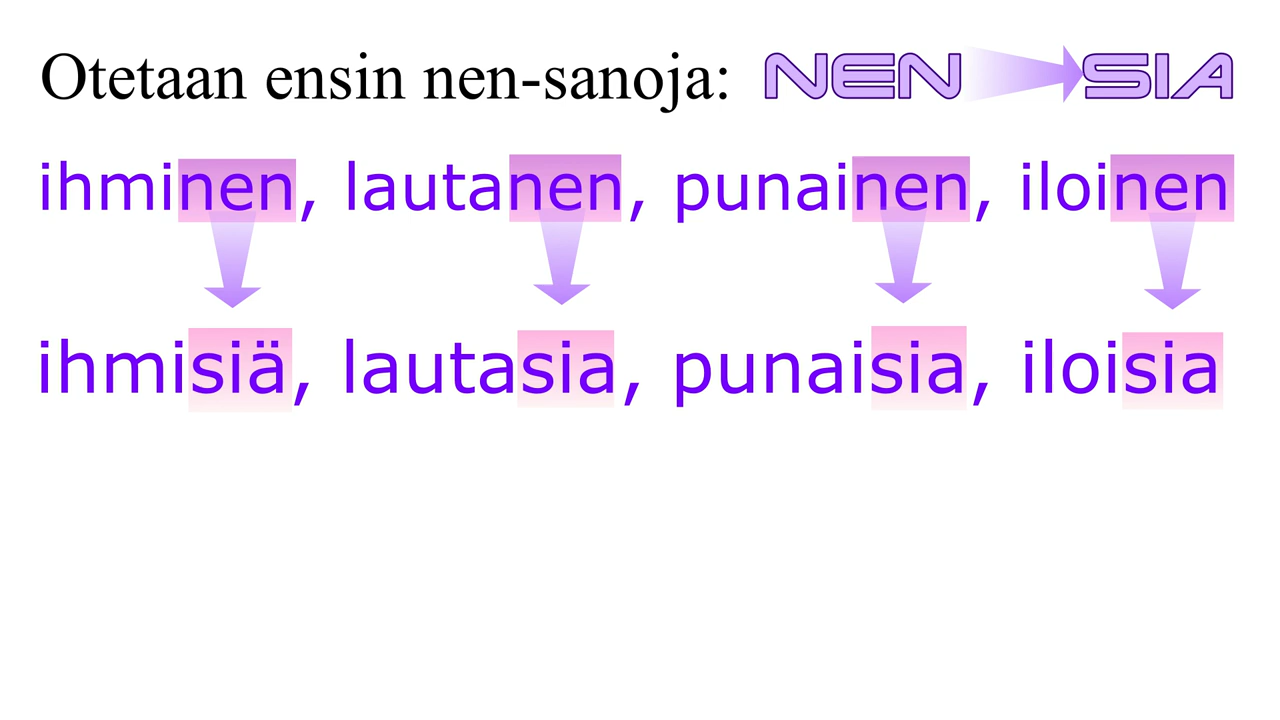 Otetaan ensin nen-sanoja: NEN SIA
ihminen, lautanen, punainen, iloinen
ihmisiä, lautasia, punaisia, iloisia